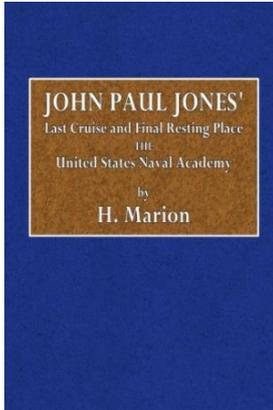 JOHN PAUL JONES'
Last Cruise and Final Resting Place
THE
United States Naval Academy
by
H. Marion